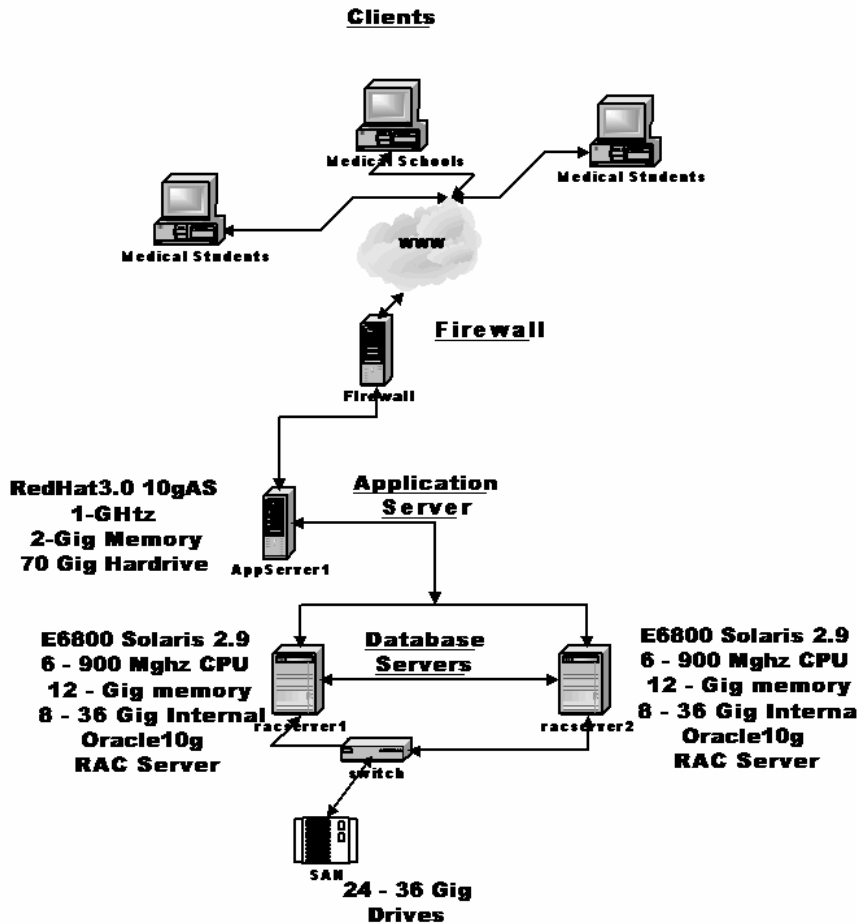 Clients
Medical Schools
Medical Students
Medical Students
www
Firewall
Firewall
RedHat3.0 10gAS
1-GHtz
2-Gig Memory
70 Gig Hardrive
Application
Server
AppServer1
E6800 Solaris 2.9
6 - 900 Mghz CPU
12 - Gig memory
8 - 36 Gig Internal
Oracle10g
RAC Server
Database
Servers
racserver1
racserver2
E6800 Solaris 2.9
6 - 900 Mghz CPU
12 - Gig memory
8 - 36 Gig Interna
Oracle10g
RAC Server
switch
SAN
24 - 36 Gig
Drives